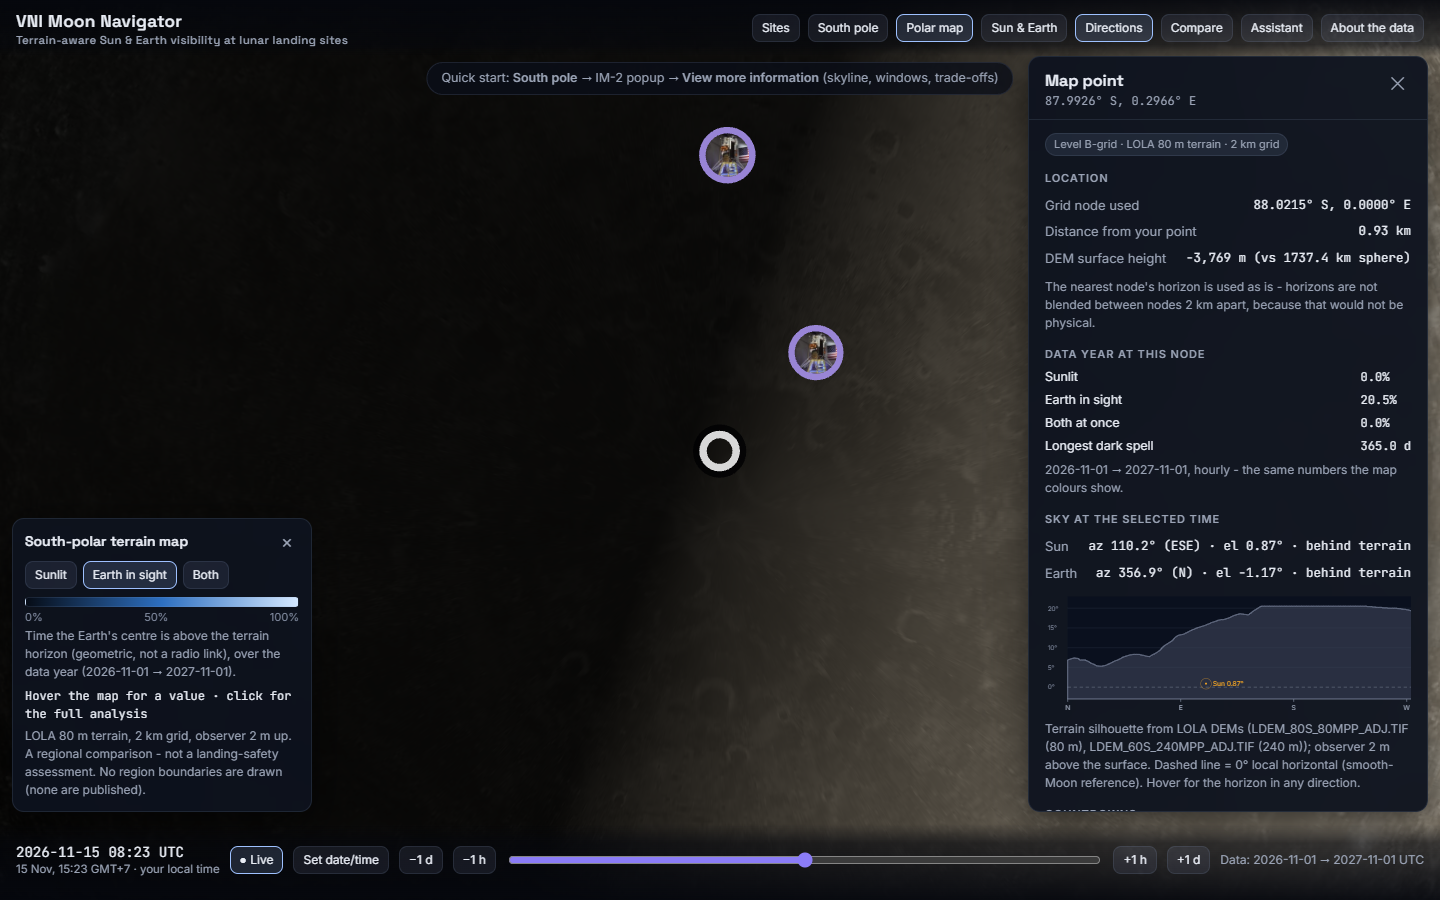 VNI Moon Navigator
Terrain-aware Sun & Earth visibility at lunar landing sites
Sites
South pole
Polar map
Sun & Earth
Directions
Compare
Assistant
About the data
Quick start: South pole → IM-2 popup → View more information (skyline, windows, trade-offs)
Map point
87.9926° S, 0.2966° E
Level B-grid · LOLA 80 m terrain · 2 km grid
LOCATION
Grid node used 88.0215° S, 0.0000° E
Distance from your point 0.93 km
DEM surface height -3,769 m (vs 1737.4 km sphere)
The nearest node's horizon is used as is - horizons are not
blended between nodes 2 km apart, because that would not be
physical.
DATA YEAR AT THIS NODE
Sunlit 0.0%
Earth in sight 20.5%
Both at once 0.0%
Longest dark spell 365.0 d
2026-11-01 → 2027-11-01, hourly - the same numbers the map
colours show.
SKY AT THE SELECTED TIME
Sun az 110.2° (ESE) · el 0.87° · behind terrain
Earth az 356.9° (N) · el -1.17° · behind terrain
20°
15°
10°
5°
0°
Sun 0.87°
N E S W
Terrain silhouette from LOLA DEMs (LDEM_80S_80MPP_ADJ.TIF
(80 m), LDEM_60S_240MPP_ADJ.TIF (240 m)); observer 2 m
above the surface. Dashed line = 0° local horizontal (smooth-
Moon reference). Hover for the horizon in any direction.
South-polar terrain map
Sunlit
Earth in sight
Both
0% 50% 100%
Time the Earth's centre is above the terrain
horizon (geometric, not a radio link), over the
data year (2026-11-01 → 2027-11-01).
Hover the map for a value · click for
the full analysis
LOLA 80 m terrain, 2 km grid, observer 2 m up.
A regional comparison - not a landing-safety
assessment. No region boundaries are drawn
(none are published).
2026-11-15 08:23 UTC
15 Nov, 15:23 GMT+7 · your local time
● Live
Set date/time
−1 d
−1 h
+1 h
+1 d
Data: 2026-11-01 → 2027-11-01 UTC